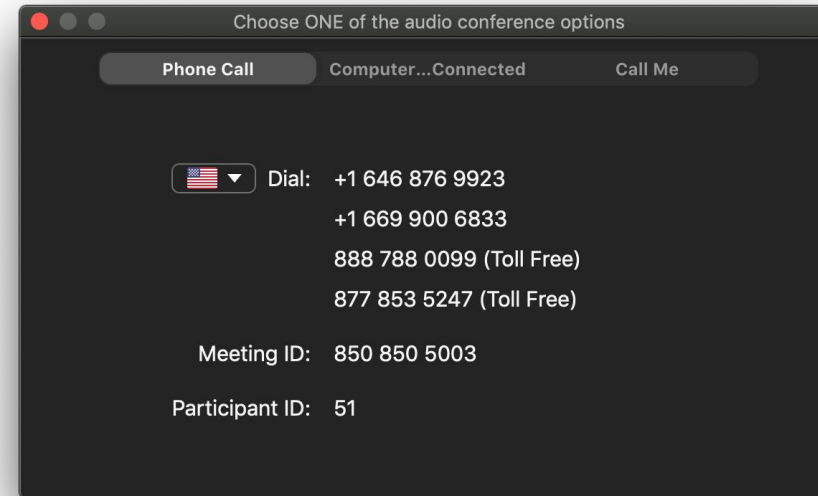 Choose ONE of the audio conference options
Phone Call Computer...Connected Call Me
Dial: +1 646 876 9923
+1 669 900 6833
888 788 0099 (Toll Free)
877 853 5247 (Toll Free)
Meeting ID: 850 850 5003
Participant ID: 51